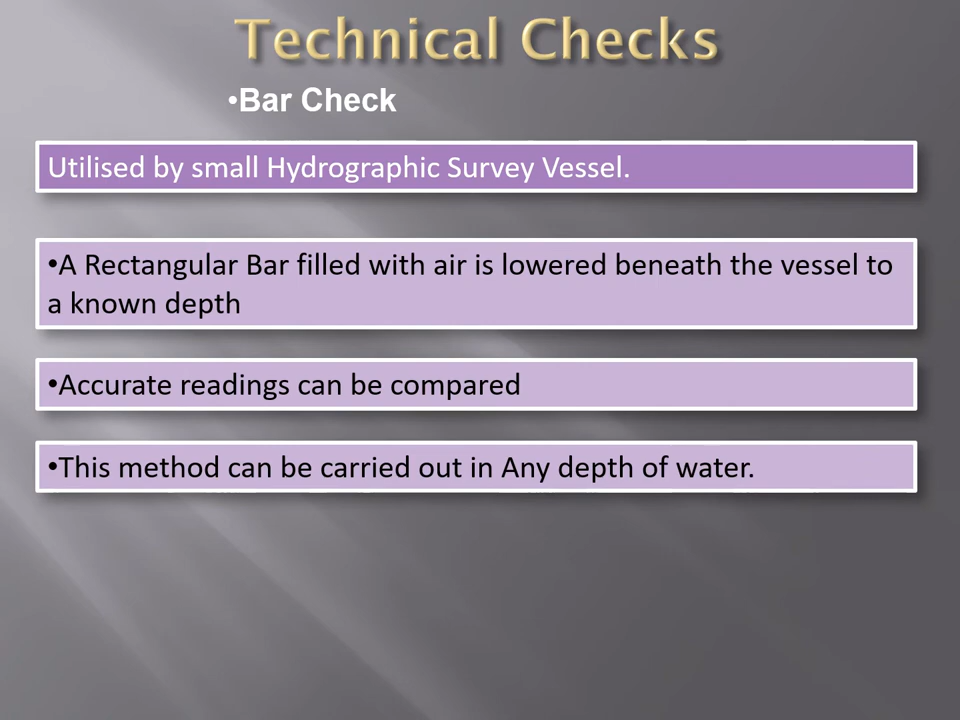 Technical Checks
•Bar Check
Utilised by small Hydrographic Survey Vessel.
•A Rectangular Bar filled with air is lowered beneath the vessel to
a known depth
•Accurate readings can be compared
•This method can be carried out in Any depth of water.